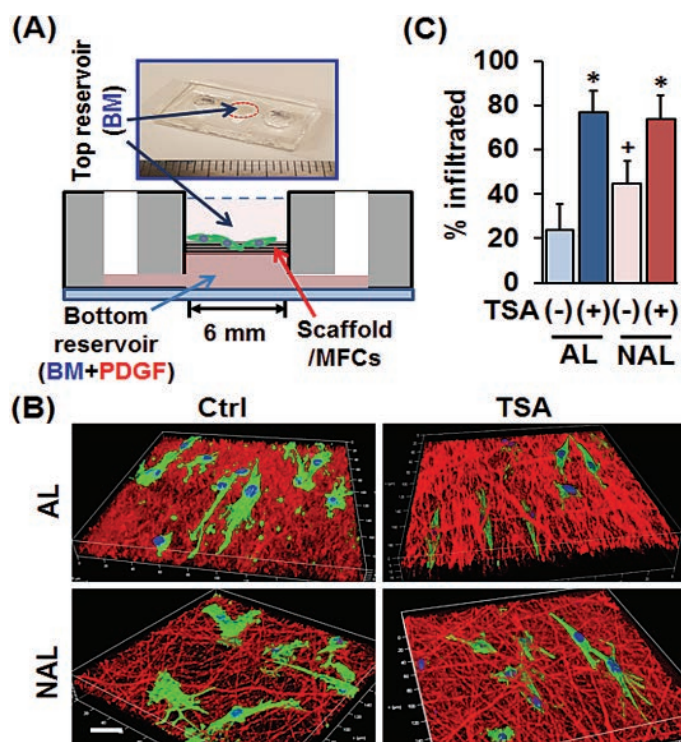 (A)
Top reservoir
(BM)
Bottom
reservoir
(BM+PDGF)
6 mm
Scaffold
/MFCs
(C)
% infiltrated
100
80
60
40
20
0
*
+
*
TSA (-) (+) (-) (+)
AL NAL
(B)
Ctrl TSA
AL
NAL